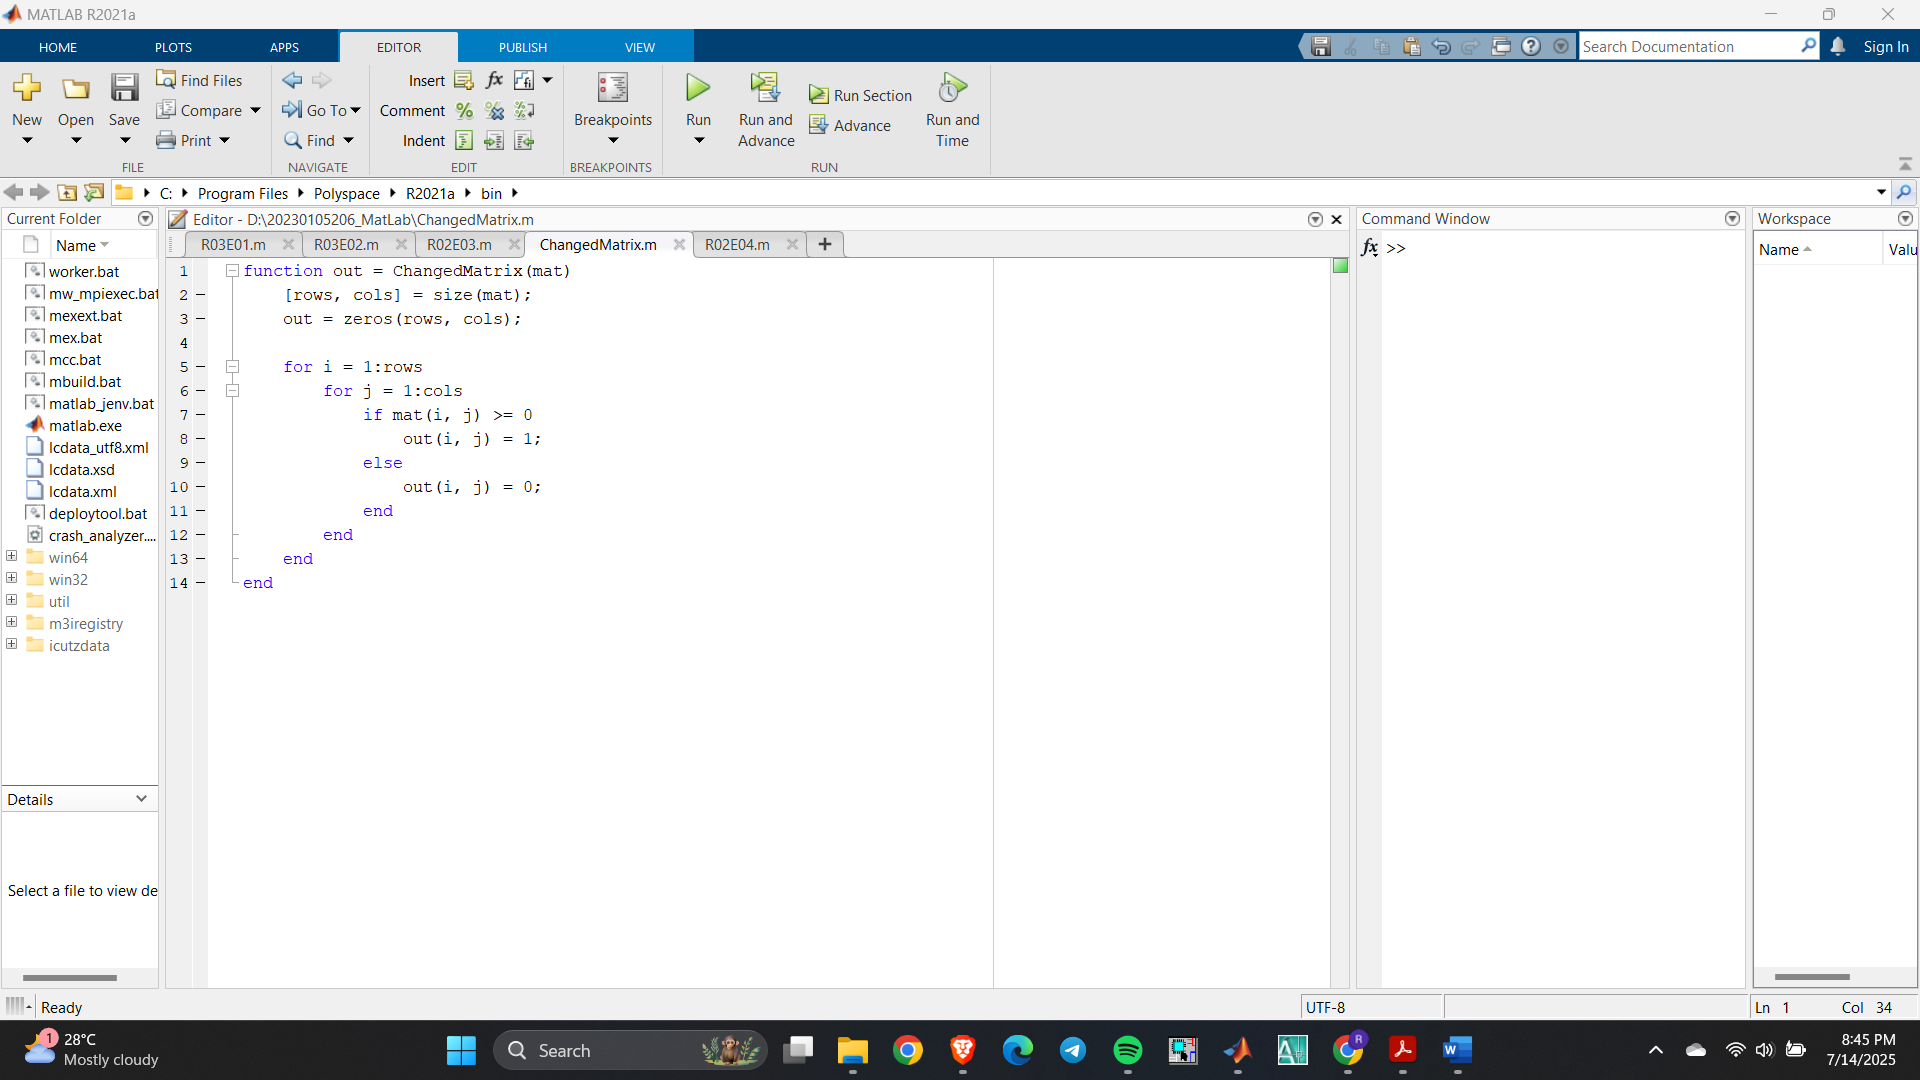 MATLAB R2021a
HOME PLOTS APPS EDITOR PUBLISH VIEW
Search Documentation
Sign In
New
Open
Save
Find Files
Compare
Print
FILE
Go To
Find
NAVIGATE
Insert fx
Comment
Indent
EDIT
Breakpoints
BREAKPOINTS
Run
Run and
Advance
Run Section
Advance
Run and
Time
RUN
C: Program Files Polyspace R2021a bin
Current Folder
Name
worker.bat
mw_mpiexec.bat
mexext.bat
mex.bat
mcc.bat
mbuild.bat
matlab_jenv.bat
matlab.exe
lcdata_utf8.xml
lcdata.xsd
lcdata.xml
deploytool.bat
crash_analyzer....
win64
win32
util
m3iregistry
icutzdata
Details
Select a file to view de
Editor - D:\20230105206_MatLab\ChangedMatrix.m
R03E01.m R03E02.m R02E03.m ChangedMatrix.m R02E04.m +
1 function out = ChangedMatrix(mat)
2 – [rows, cols] = size(mat);
3 – out = zeros(rows, cols);
4
5 – for i = 1:rows
6 – for j = 1:cols
7 – if mat(i, j) >= 0
8 – out(i, j) = 1;
9 – else
10 – out(i, j) = 0;
11 – end
12 – end
13 – end
14 – end
Command Window
fx >>
Workspace
Name Valu
Ready
UTF-8
Ln 1 Col 34
1
28°C
Mostly cloudy
Search
R
W
8:45 PM
7/14/2025